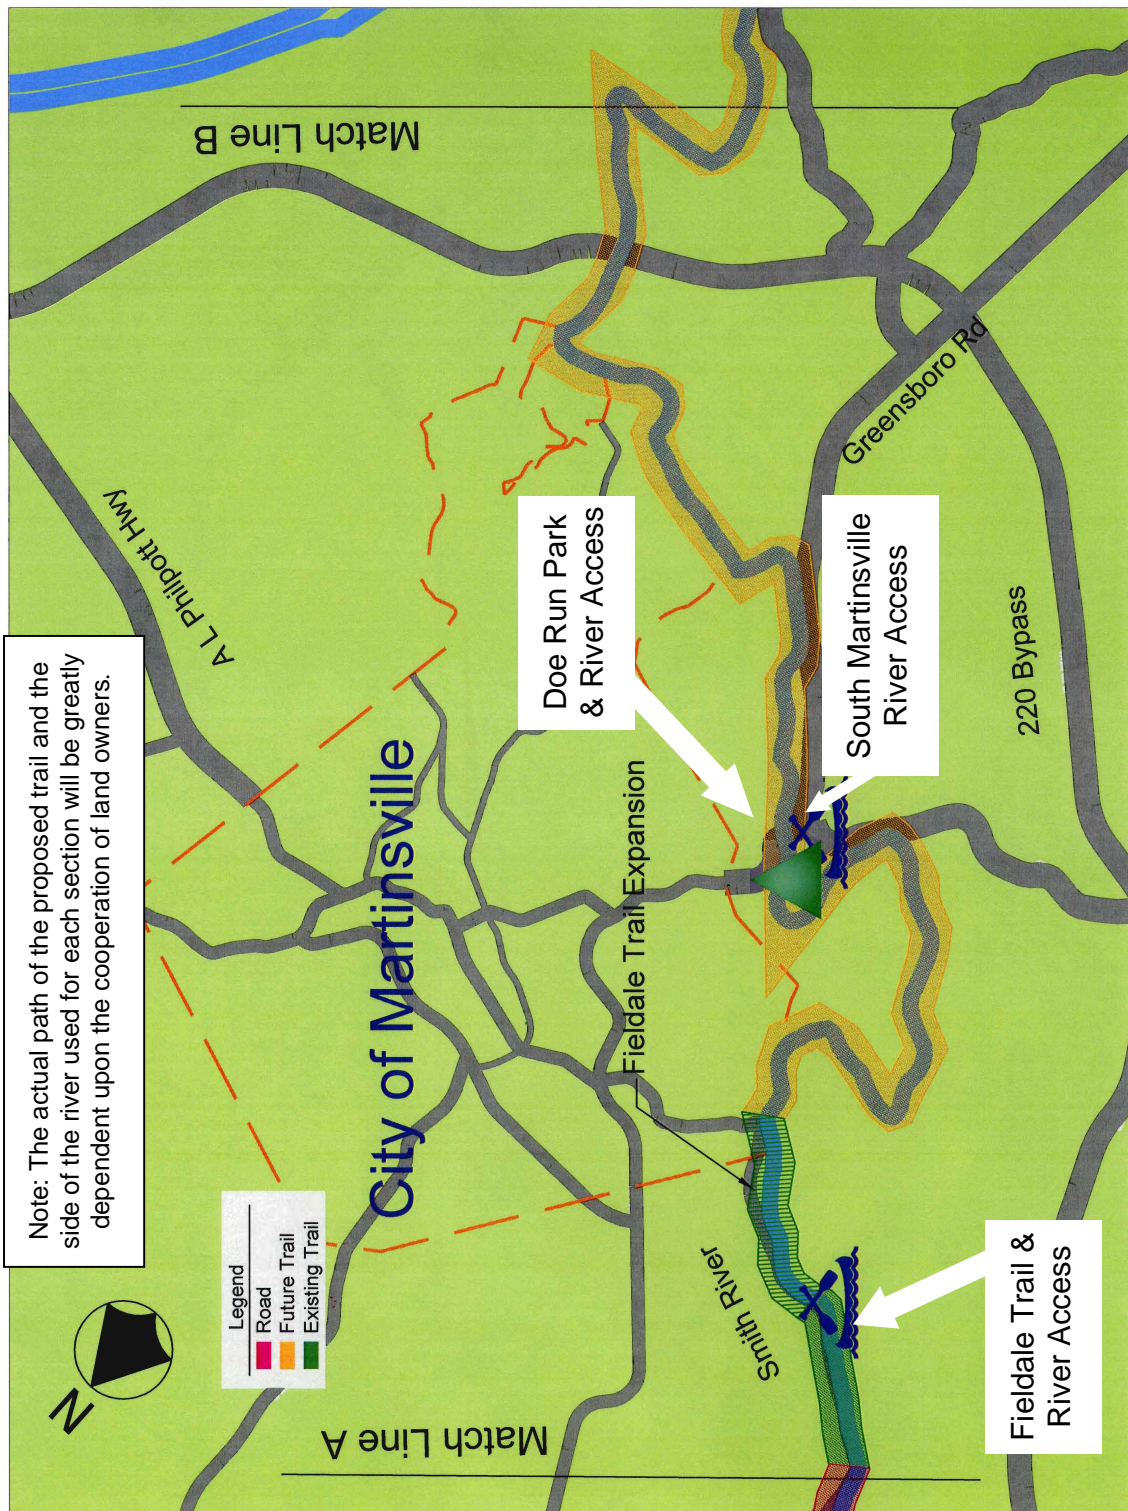 Note: The actual path of the proposed trail and the
side of the river used for each section will be greatly
dependent upon the cooperation of land owners.
N
Legend
Road
Future Trail
Existing Trail
Match Line A
Match Line B
A L Philpott Hwy
City of Martinsville
Fieldale Trail Expansion
Smith River
Doe Run Park
& River Access
South Martinsville
River Access
Greensboro Rd
220 Bypass
Fieldale Trail &
River Access